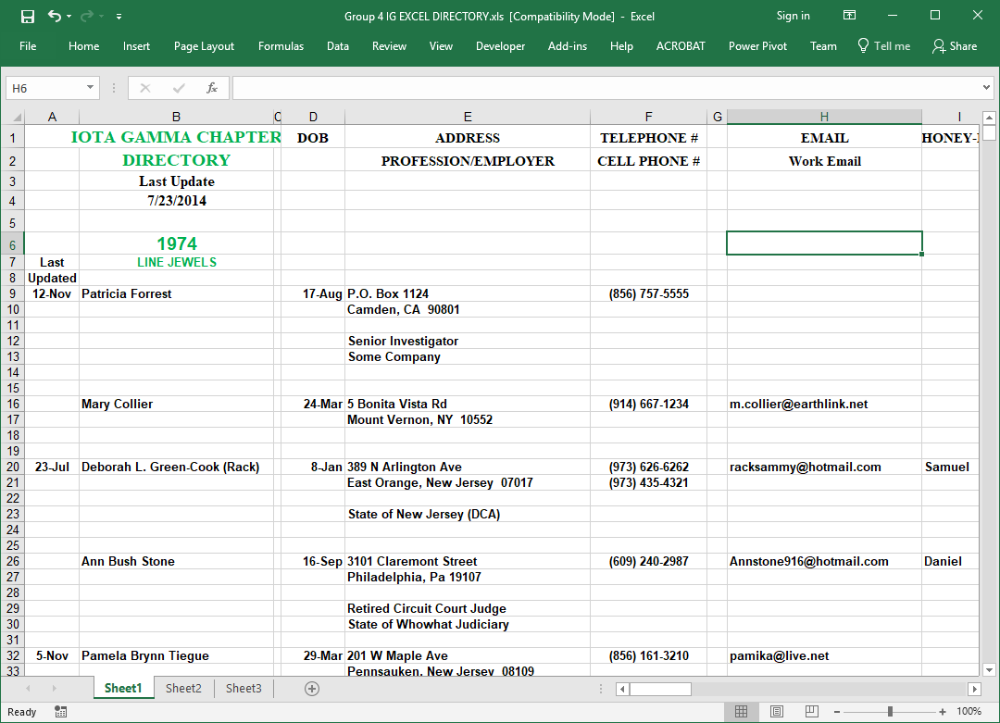 Group 4 IG EXCEL DIRECTORY.xls [Compatibility Mode] - Excel
Sign in
File Home Insert Page Layout Formulas Data Review View Developer Add-ins Help ACROBAT Power Pivot Team Tell me Share
H6 fx
A B C D E F G H I
1 IOTA GAMMA CHAPTER DOB ADDRESS TELEPHONE # EMAIL HONEY-
2 DIRECTORY PROFESSION/EMPLOYER CELL PHONE # Work Email
3 Last Update
4 7/23/2014
5
6 1974
7 Last LINE JEWELS
8 Updated
9 12-Nov Patricia Forrest 17-Aug P.O. Box 1124 (856) 757-5555
10 Camden, CA 90801
11
12 Senior Investigator
13 Some Company
14
15
16 Mary Collier 24-Mar 5 Bonita Vista Rd (914) 667-1234 m.collier@earthlink.net
17 Mount Vernon, NY 10552
18
19
20 23-Jul Deborah L. Green-Cook (Rack) 8-Jan 389 N Arlington Ave (973) 626-6262 racksammy@hotmail.com Samuel
21 East Orange, New Jersey 07017 (973) 435-4321
22
23 State of New Jersey (DCA)
24
25
26 Ann Bush Stone 16-Sep 3101 Claremont Street (609) 240-2987 Annstone916@hotmail.com Daniel
27 Philadelphia, Pa 19107
28
29 Retired Circuit Court Judge
30 State of Whowhat Judiciary
31
32 5-Nov Pamela Brynn Tiegue 29-Mar 201 W Maple Ave (856) 161-3210 pamika@live.net
33 Pennsauken, New Jersey 08109
Sheet1 Sheet2 Sheet3
Ready 100%